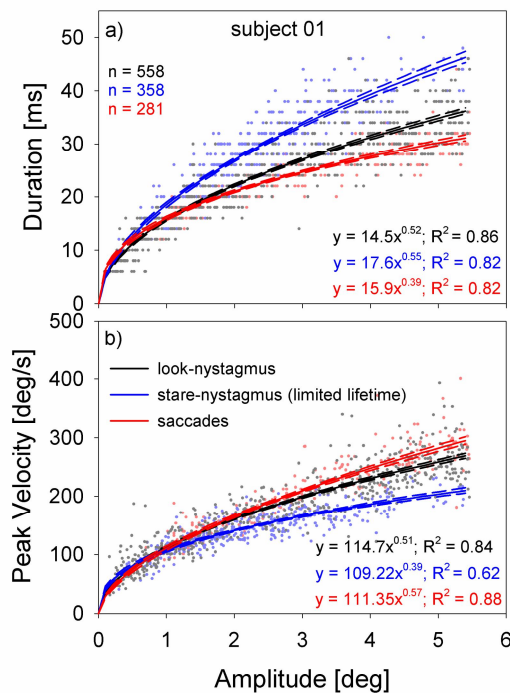 subject 01
a)
n = 558
n = 358
n = 281
Duration [ms]
50
40
30
20
10
0
y = 14.5x^0.52; R² = 0.86
y = 17.6x^0.55; R² = 0.82
y = 15.9x^0.39; R² = 0.82
b)
look-nystagmus
stare-nystagmus (limited lifetime)
saccades
Peak Velocity [deg/s]
500
400
300
200
100
0
y = 114.7x^0.51; R² = 0.84
y = 109.22x^0.39; R² = 0.62
y = 111.35x^0.57; R² = 0.88
0 1 2 3 4 5 6
Amplitude [deg]